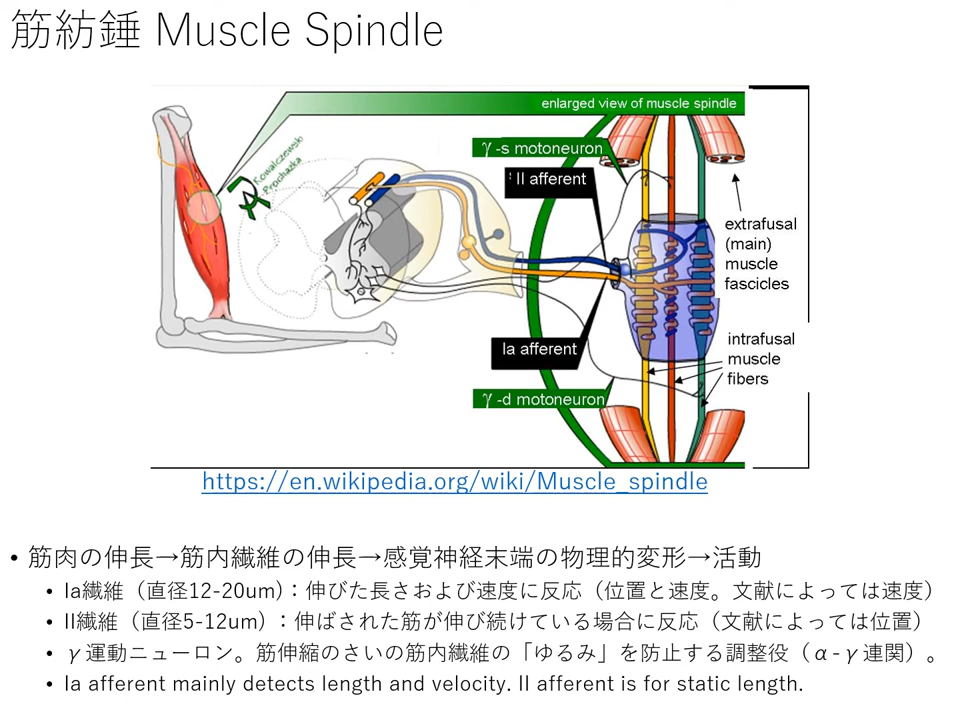 筋紡錘 Muscle Spindle
enlarged view of muscle spindle
Kowalczewski
Prochazka
γ-s motoneuron
II afferent
extrafusal
(main)
muscle
fascicles
Ia afferent
intrafusal
muscle
fibers
γ-d motoneuron
https://en.wikipedia.org/wiki/Muscle_spindle
• 筋肉の伸長→筋内繊維の伸長→感覚神経末端の物理的変形→活動
• Ia繊維（直径12-20um)：伸びた長さおよび速度に反応（位置と速度。文献によっては速度）
• II繊維（直径5-12um)：伸ばされた筋が伸び続けている場合に反応（文献によっては位置）
• γ運動ニューロン。筋伸縮のさいの筋内繊維の「ゆるみ」を防止する調整役（α-γ連関）。
• Ia afferent mainly detects length and velocity. II afferent is for static length.